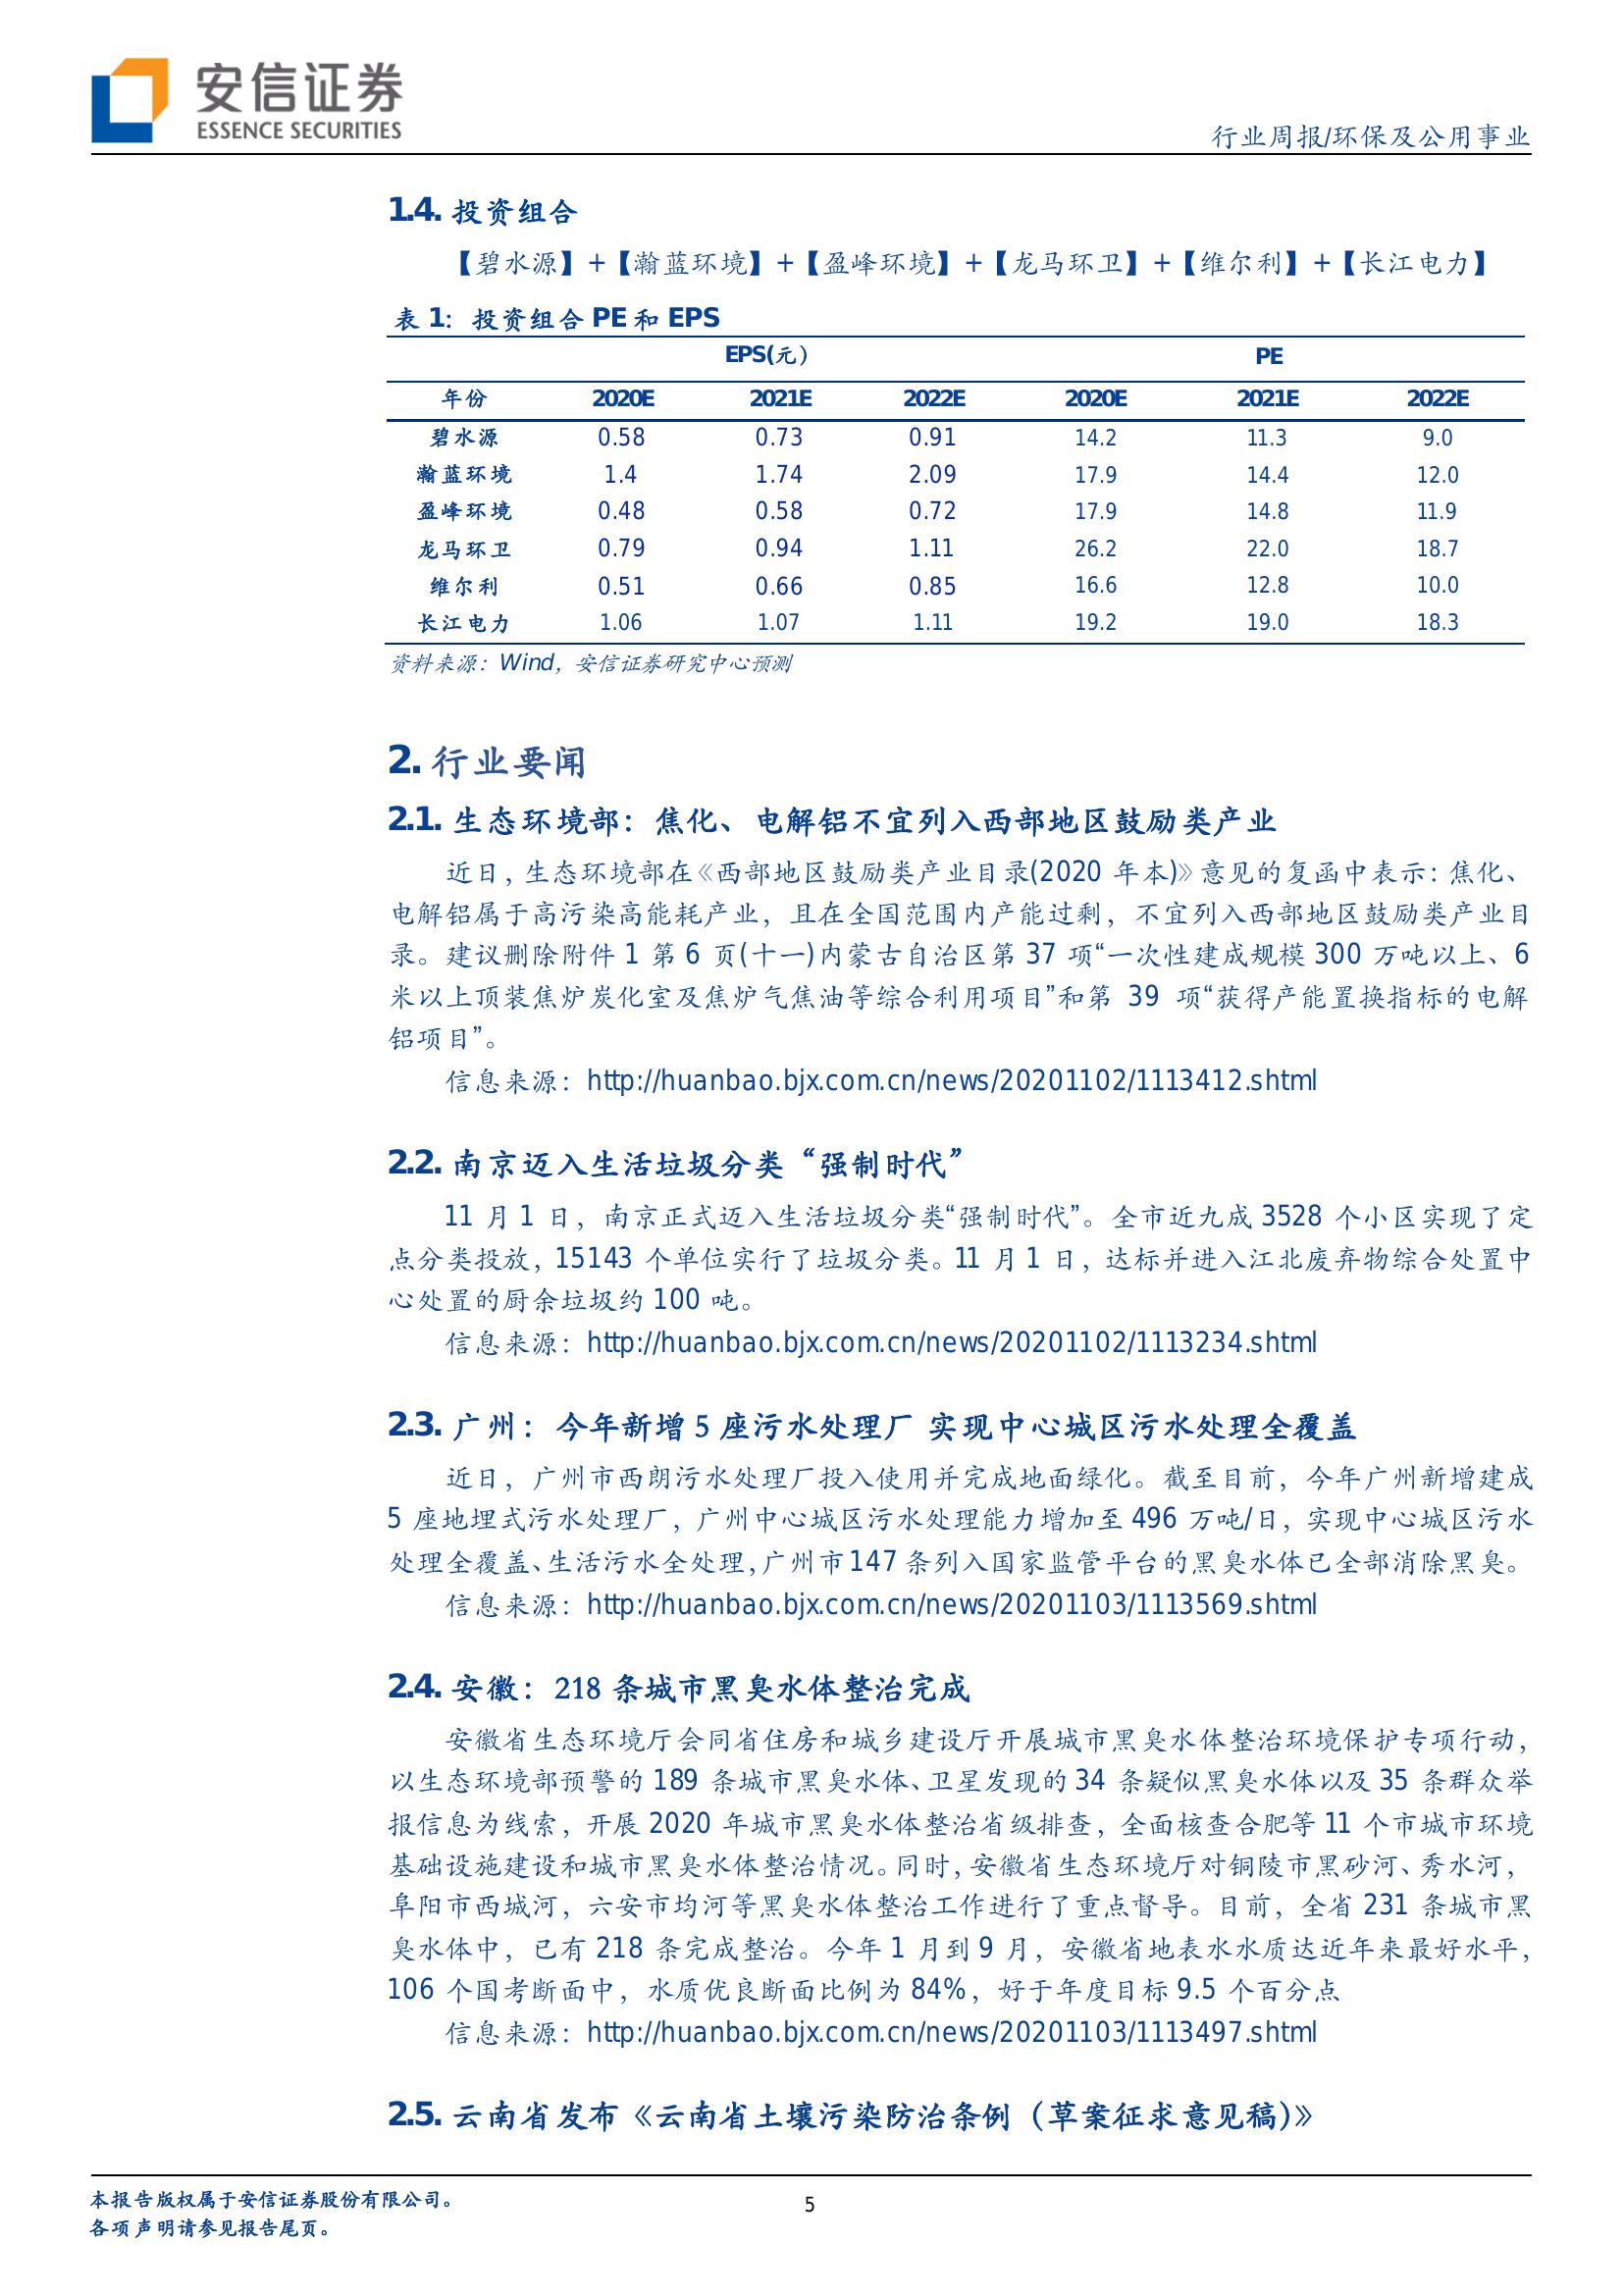 安信证券
ESSENCE SECURITIES
行业周报/环保及公用事业
1.4. 投资组合
【碧水源】+【瀚蓝环境】+【盈峰环境】+【龙马环卫】+【维尔利】+【长江电力】
表 1：投资组合 PE 和 EPS
EPS(元） PE
年份 2020E 2021E 2022E 2020E 2021E 2022E
碧水源 0.58 0.73 0.91 14.2 11.3 9.0
瀚蓝环境 1.4 1.74 2.09 17.9 14.4 12.0
盈峰环境 0.48 0.58 0.72 17.9 14.8 11.9
龙马环卫 0.79 0.94 1.11 26.2 22.0 18.7
维尔利 0.51 0.66 0.85 16.6 12.8 10.0
长江电力 1.06 1.07 1.11 19.2 19.0 18.3
资料来源：Wind，安信证券研究中心预测
2. 行业要闻
2.1. 生态环境部：焦化、电解铝不宜列入西部地区鼓励类产业
近日，生态环境部在《西部地区鼓励类产业目录(2020 年本)》意见的复函中表示：焦化、
电解铝属于高污染高能耗产业，且在全国范围内产能过剩，不宜列入西部地区鼓励类产业目
录。建议删除附件 1 第 6 页(十一)内蒙古自治区第 37 项“一次性建成规模 300 万吨以上、6
米以上顶装焦炉炭化室及焦炉气焦油等综合利用项目”和第 39 项“获得产能置换指标的电解
铝项目”。
信息来源：http://huanbao.bjx.com.cn/news/20201102/1113412.shtml
2.2. 南京迈入生活垃圾分类“强制时代”
11 月 1 日，南京正式迈入生活垃圾分类“强制时代”。全市近九成 3528 个小区实现了定
点分类投放，15143 个单位实行了垃圾分类。11 月 1 日，达标并进入江北废弃物综合处置中
心处置的厨余垃圾约 100 吨。
信息来源：http://huanbao.bjx.com.cn/news/20201102/1113234.shtml
2.3. 广州：今年新增 5 座污水处理厂 实现中心城区污水处理全覆盖
近日，广州市西朗污水处理厂投入使用并完成地面绿化。截至目前，今年广州新增建成
5 座地埋式污水处理厂，广州中心城区污水处理能力增加至 496 万吨/日，实现中心城区污水
处理全覆盖、生活污水全处理，广州市 147 条列入国家监管平台的黑臭水体已全部消除黑臭。
信息来源：http://huanbao.bjx.com.cn/news/20201103/1113569.shtml
2.4. 安徽：218 条城市黑臭水体整治完成
安徽省生态环境厅会同省住房和城乡建设厅开展城市黑臭水体整治环境保护专项行动，
以生态环境部预警的 189 条城市黑臭水体、卫星发现的 34 条疑似黑臭水体以及 35 条群众举
报信息为线索，开展 2020 年城市黑臭水体整治省级排查，全面核查合肥等 11 个市城市环境
基础设施建设和城市黑臭水体整治情况。同时，安徽省生态环境厅对铜陵市黑砂河、秀水河，
阜阳市西城河，六安市均河等黑臭水体整治工作进行了重点督导。目前，全省 231 条城市黑
臭水体中，已有 218 条完成整治。今年 1 月到 9 月，安徽省地表水水质达近年来最好水平，
106 个国考断面中，水质优良断面比例为 84%，好于年度目标 9.5 个百分点
信息来源：http://huanbao.bjx.com.cn/news/20201103/1113497.shtml
2.5. 云南省发布《云南省土壤污染防治条例（草案征求意见稿）》
本报告版权属于安信证券股份有限公司。
各项声明请参见报告尾页。
5